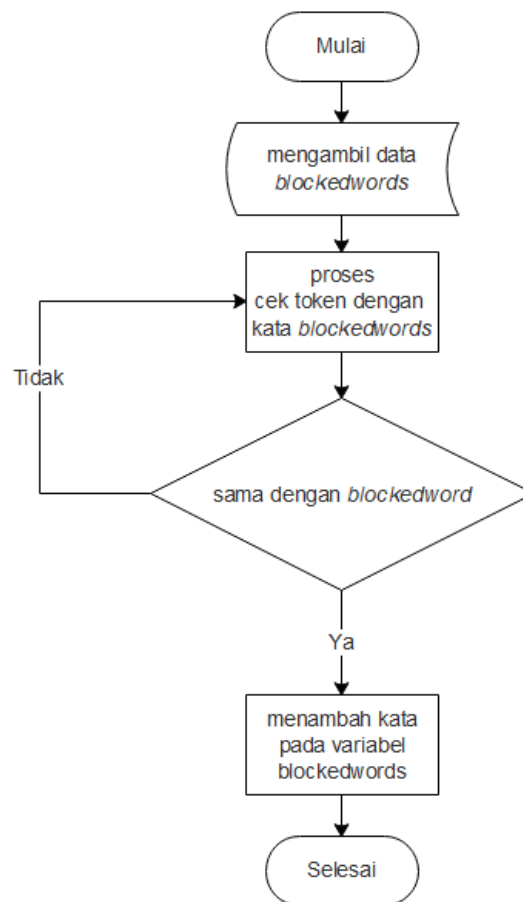 Mulai
mengambil data
blockedwords
proses
cek token dengan
kata blockedwords
Tidak
sama dengan blockedword
Ya
menambah kata
pada variabel
blockedwords
Selesai